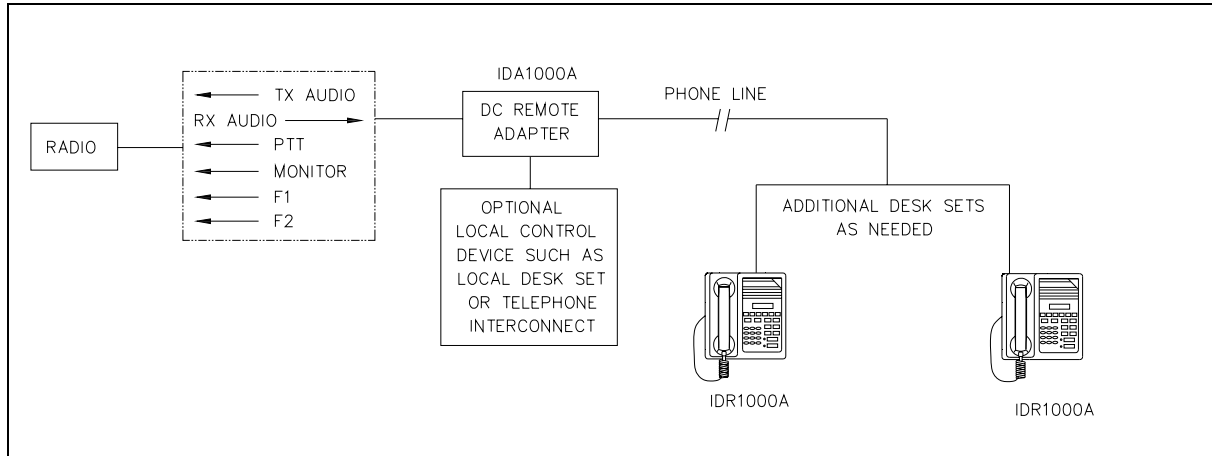 IDA1000A
TX AUDIO
RX AUDIO
PTT
MONITOR
F1
F2
RADIO
DC REMOTE
ADAPTER
PHONE LINE
OPTIONAL
LOCAL CONTROL
DEVICE SUCH AS
LOCAL DESK SET
OR TELEPHONE
INTERCONNECT
ADDITIONAL DESK SETS
AS NEEDED
IDR1000A
IDR1000A